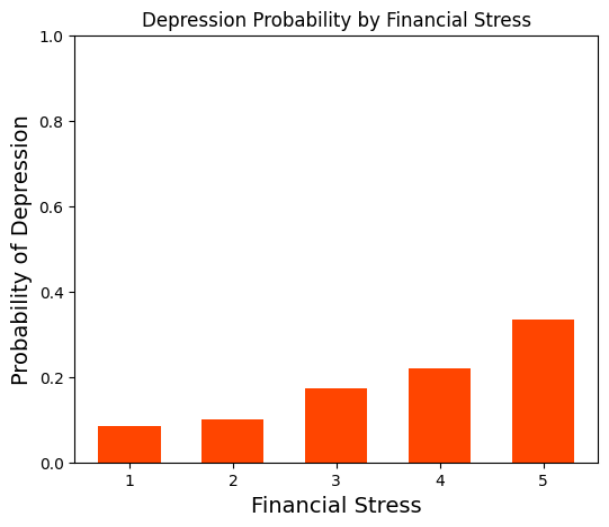 Depression Probability by Financial Stress
1.0
0.8
0.6
0.4
0.2
0.0
Probability of Depression
1 2 3 4 5
Financial Stress